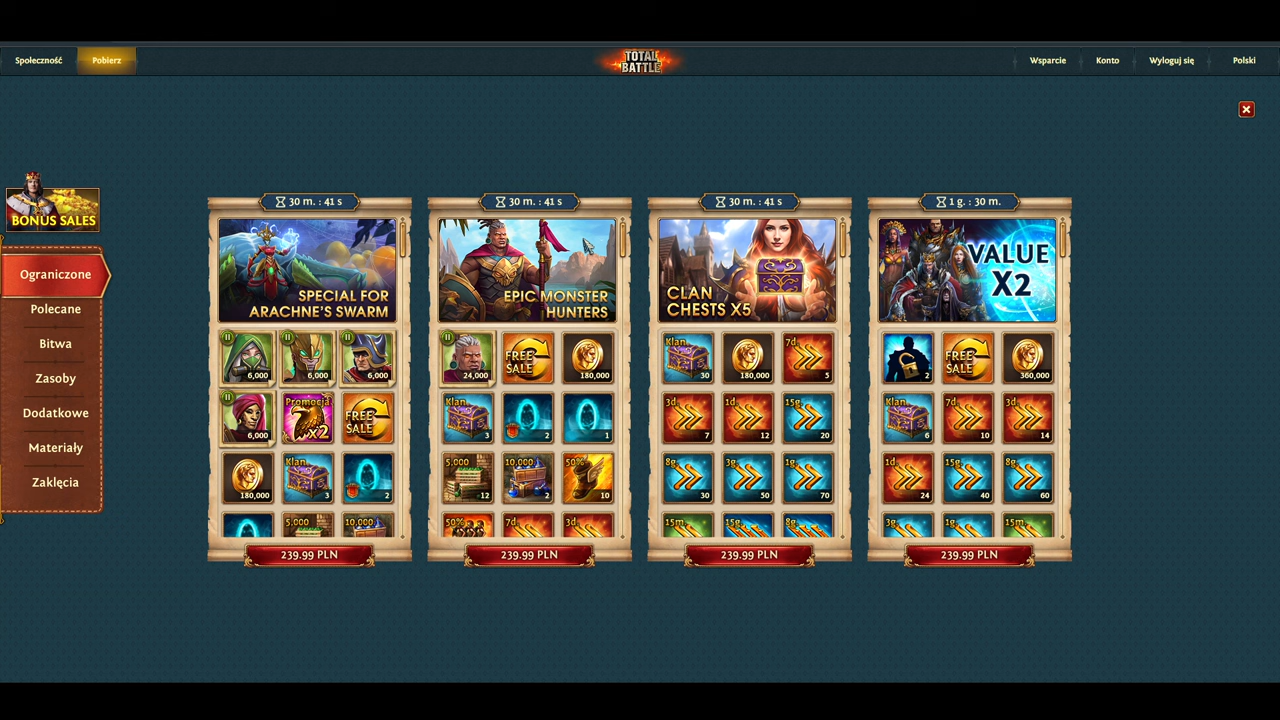 Społeczność
Pobierz
TOTAL
BATTLE
Wsparcie
Konto
Wyloguj się
Polski
BONUS SALES
Ograniczone
Polecane
Bitwa
Zasoby
Dodatkowe
Materiały
Zaklęcia
30 m. : 41 s
SPECIAL FOR
ARACHNE'S SWARM
II 6,000
II 6,000
II 6,000
II 6,000
Promocja
x2
FREE
SALE
180,000
Klan
3
2
5,000
10,000
239.99 PLN
30 m. : 41 s
EPIC MONSTER
HUNTERS
II 24,000
FREE
SALE
180,000
Klan
3
2
1
5,000
12
10,000
2
50%
10
50%
7d
3d
239.99 PLN
30 m. : 41 s
CLAN
CHESTS X5
Klan
30
180,000
7d
5
3d
7
1d
12
15g
20
8g
30
3g
50
1g
70
15m
15g
8g
239.99 PLN
1 g. : 30 m.
VALUE
X2
2
FREE
SALE
360,000
Klan
6
7d
10
3d
14
1d
24
15g
40
8g
60
3g
1g
15m
239.99 PLN